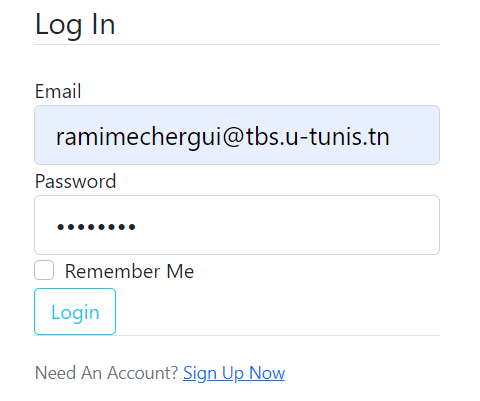 Log In
Email
ramimechergui@tbs.u-tunis.tn
Password
••••••••
Remember Me
Login
Need An Account? Sign Up Now